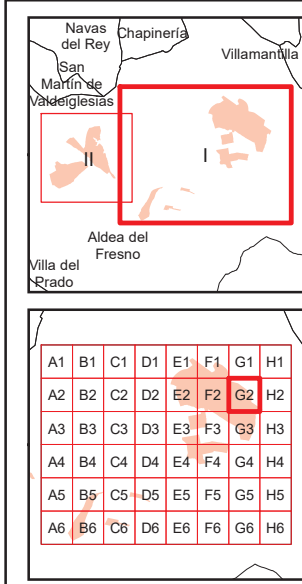 Navas
del Rey
Chapinería
Villamantilla
San
Martín de
Valdeiglesias
II
I
Aldea del
Fresno
Villa del
Prado
A1 B1 C1 D1 E1 F1 G1 H1
A2 B2 C2 D2 E2 F2 G2 H2
A3 B3 C3 D3 E3 F3 G3 H3
A4 B4 C4 D4 E4 F4 G4 H4
A5 B5 C5 D5 E5 F5 G5 H5
A6 B6 C6 D6 E6 F6 G6 H6